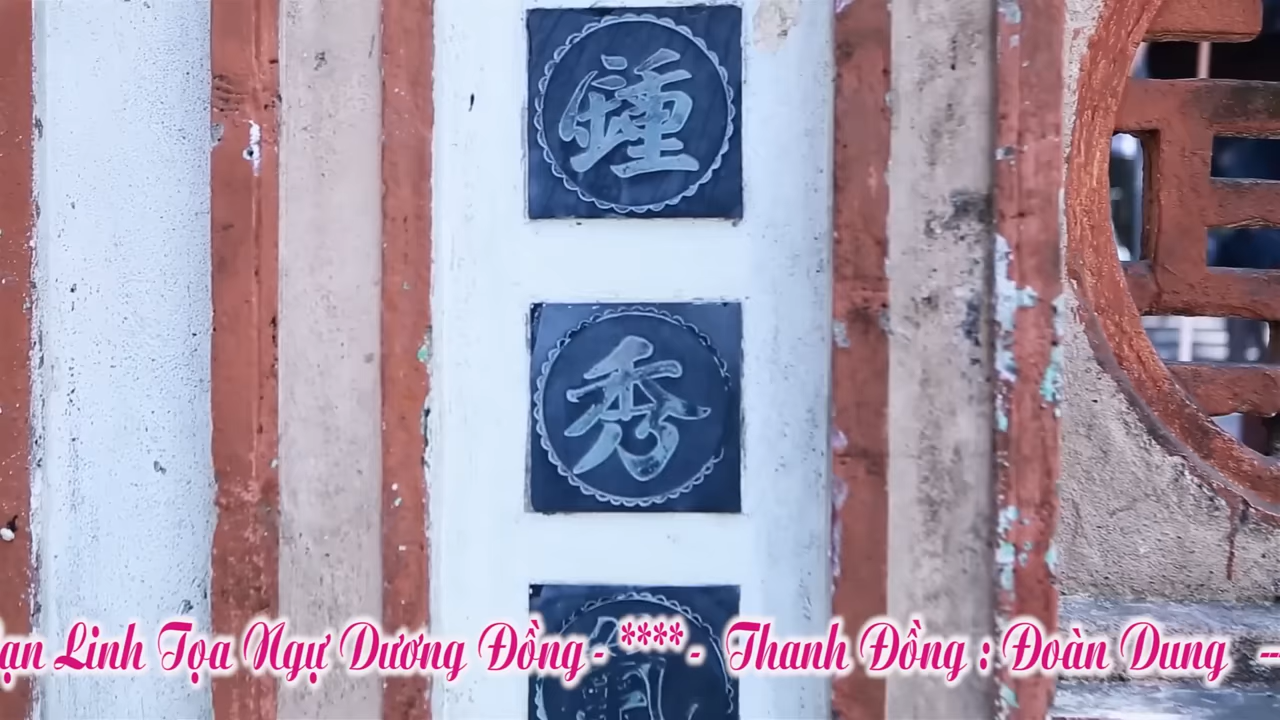 鍾
秀
ạn Linh Tọa Ngự Dương Đồng - **** - Thanh Đồng : Đoàn Dung --